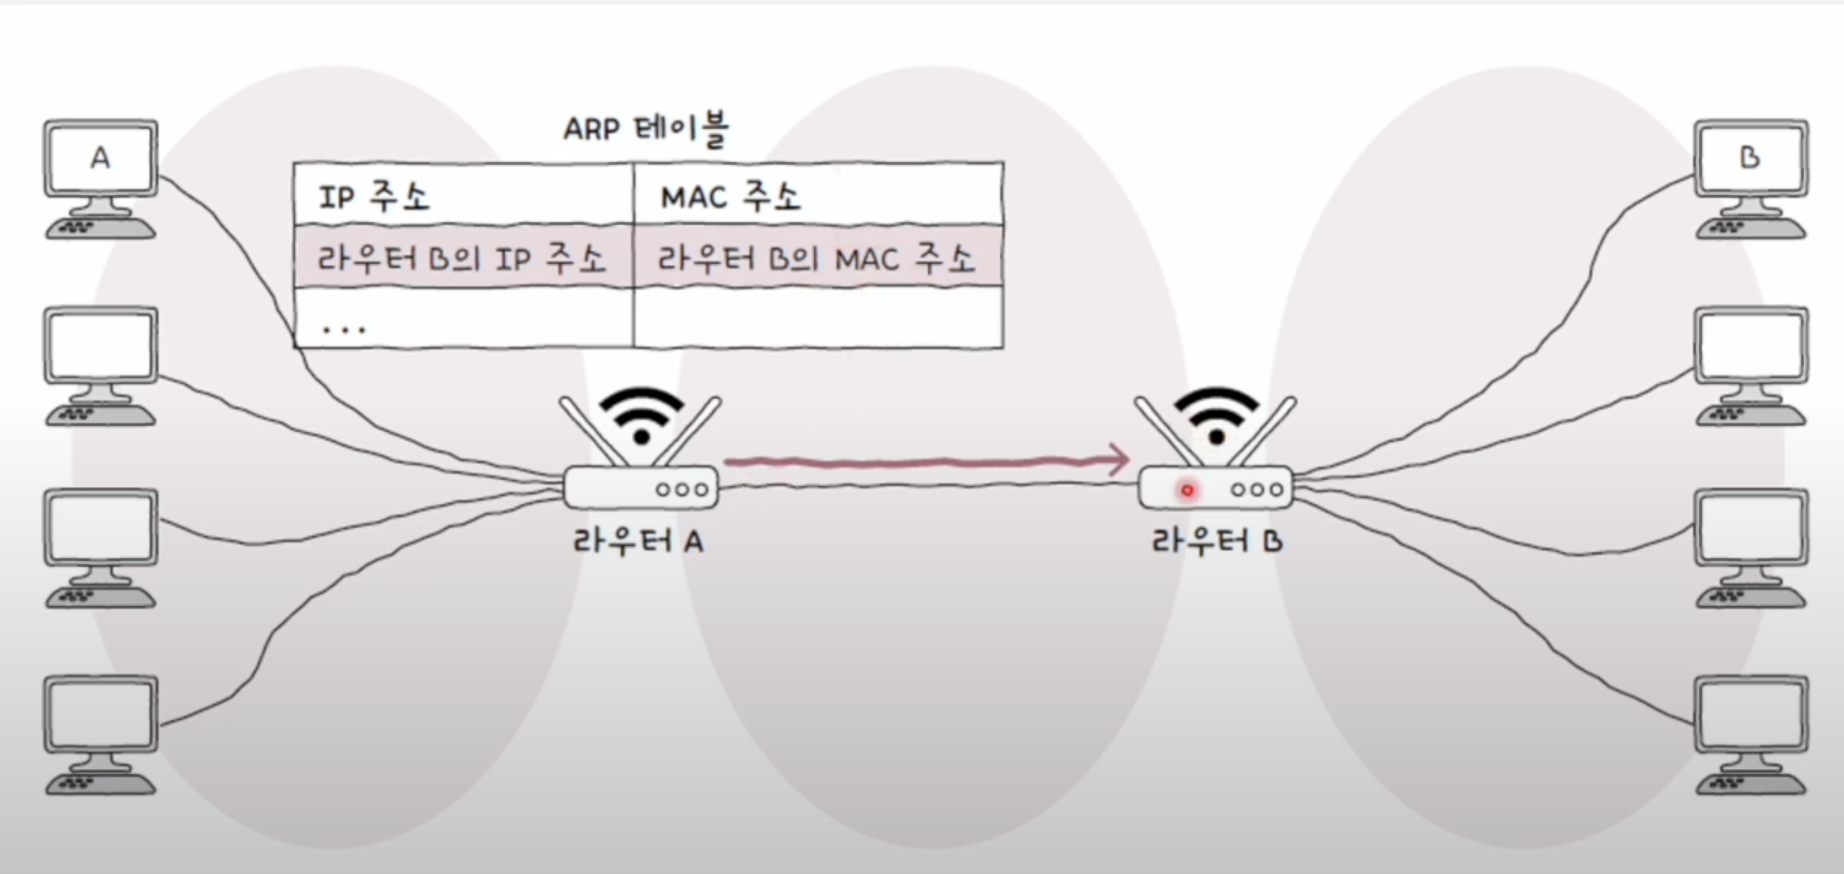 ARP 테이블
A
B
IP 주소
MAC 주소
라우터 B의 IP 주소
라우터 B의 MAC 주소
...
라우터 A
라우터 B